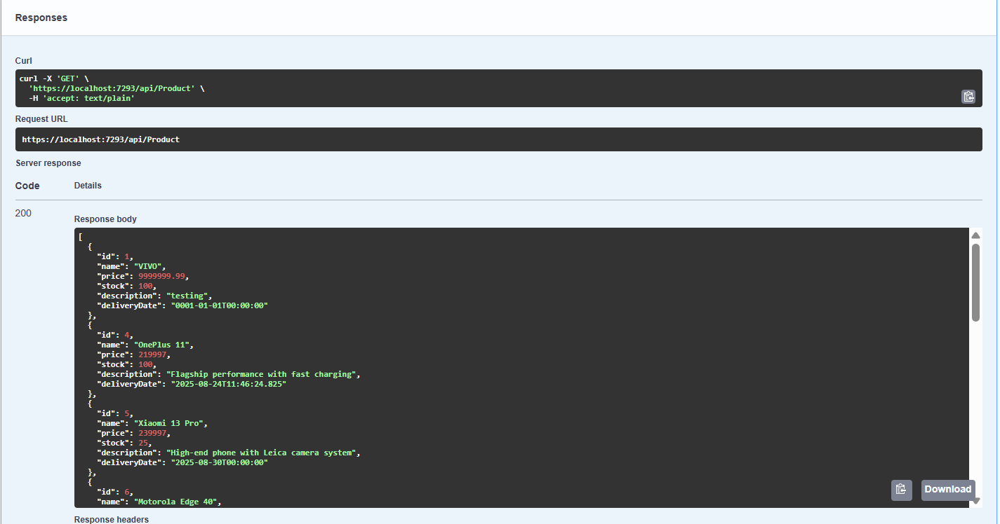 Responses
Curl
curl -X 'GET' \
  'https://localhost:7293/api/Product' \
  -H 'accept: text/plain'
Request URL
https://localhost:7293/api/Product
Server response
Code Details
200
Response body
[
  {
    "id": 1,
    "name": "VIVO",
    "price": 9999999.99,
    "stock": 100,
    "description": "testing",
    "deliveryDate": "0001-01-01T00:00:00"
  },
  {
    "id": 4,
    "name": "OnePlus 11",
    "price": 219997,
    "stock": 100,
    "description": "Flagship performance with fast charging",
    "deliveryDate": "2025-08-24T11:46:24.825"
  },
  {
    "id": 5,
    "name": "Xiaomi 13 Pro",
    "price": 239997,
    "stock": 25,
    "description": "High-end phone with Leica camera system",
    "deliveryDate": "2025-08-30T00:00:00"
  },
  {
    "id": 6,
    "name": "Motorola Edge 40",
Download
Response headers